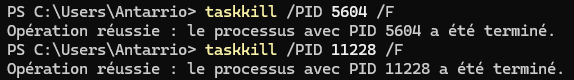 PS C:\Users\Antarrio> taskkill /PID 5604 /F
Opération réussie : le processus avec PID 5604 a été terminé.
PS C:\Users\Antarrio> taskkill /PID 11228 /F
Opération réussie : le processus avec PID 11228 a été terminé.